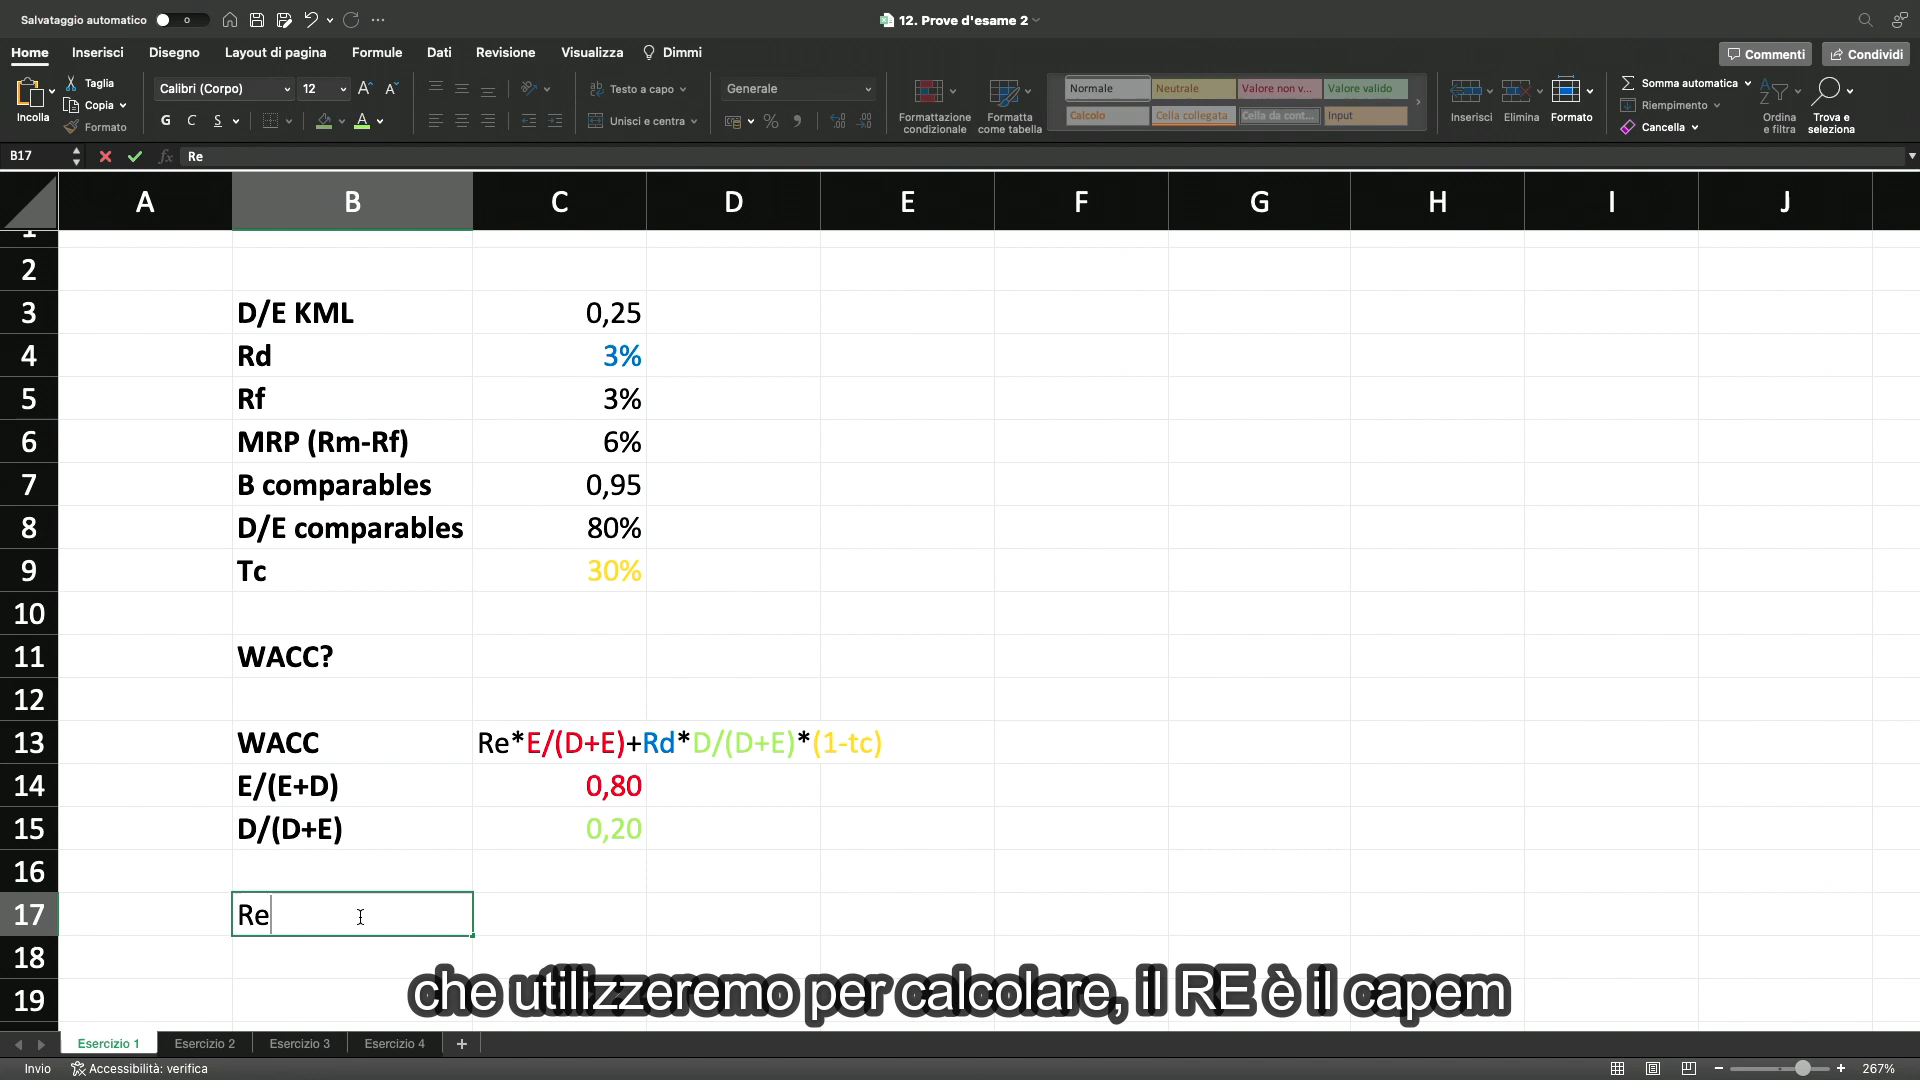 Salvataggio automatico
12. Prove d'esame 2
Home Inserisci Disegno Layout di pagina Formule Dati Revisione Visualizza Dimmi
Commenti Condividi
Incolla
Taglia
Copia
Formato
Calibri (Corpo) 12
G C S
Testo a capo
Unisci e centra
Generale
Formattazione condizionale
Formatta come tabella
Normale Neutrale Valore non v... Valore valido
Calcolo Cella collegata Cella da cont... Input
Inserisci Elimina Formato
Somma automatica
Riempimento
Cancella
Ordina e filtra
Trova e seleziona
B17 fx Re
A B C D E F G H I J
1
2
3 D/E KML 0,25
4 Rd 3%
5 Rf 3%
6 MRP (Rm-Rf) 6%
7 B comparables 0,95
8 D/E comparables 80%
9 Tc 30%
10
11 WACC?
12
13 WACC Re*E/(D+E)+Rd*D/(D+E)*(1-tc)
14 E/(E+D) 0,80
15 D/(D+E) 0,20
16
17 Re
18
19
che utilizzeremo per calcolare, il RE è il capem
Esercizio 1 Esercizio 2 Esercizio 3 Esercizio 4 +
Invio Accessibilità: verifica 267%